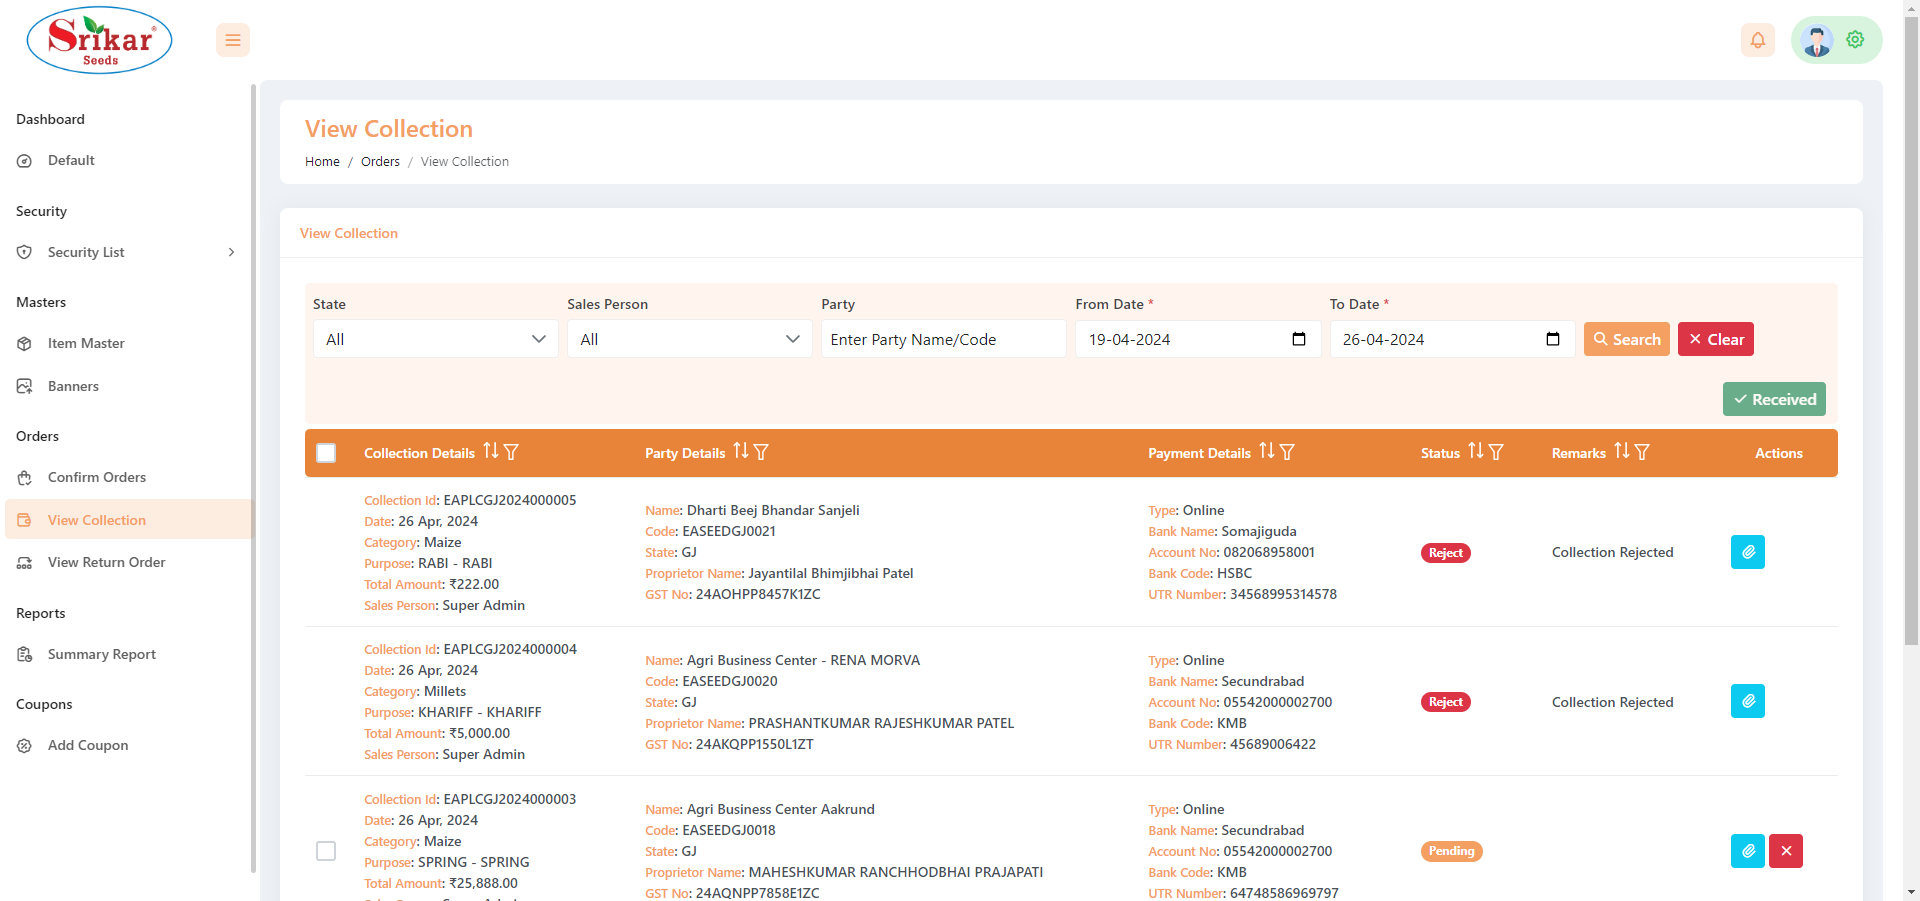 Srikar®
Seeds
Dashboard
Default
Security
Security List
Masters
Item Master
Banners
Orders
Confirm Orders
View Collection
View Return Order
Reports
Summary Report
Coupons
Add Coupon
View Collection
Home / Orders / View Collection
View Collection
State Sales Person Party From Date * To Date *
All All Enter Party Name/Code 19-04-2024 26-04-2024 Search Clear
Received
Collection Details Party Details Payment Details Status Remarks Actions
Collection Id: EAPLCGJ2024000005
Date: 26 Apr, 2024
Category: Maize
Purpose: RABI - RABI
Total Amount: ₹222.00
Sales Person: Super Admin
Name: Dharti Beej Bhandar Sanjeli
Code: EASEEDGJ0021
State: GJ
Proprietor Name: Jayantilal Bhimjibhai Patel
GST No: 24AOHPP8457K1ZC
Type: Online
Bank Name: Somajiguda
Account No: 082068958001
Bank Code: HSBC
UTR Number: 34568995314578
Reject
Collection Rejected
Collection Id: EAPLCGJ2024000004
Date: 26 Apr, 2024
Category: Millets
Purpose: KHARIFF - KHARIFF
Total Amount: ₹5,000.00
Sales Person: Super Admin
Name: Agri Business Center - RENA MORVA
Code: EASEEDGJ0020
State: GJ
Proprietor Name: PRASHANTKUMAR RAJESHKUMAR PATEL
GST No: 24AKQPP1550L1ZT
Type: Online
Bank Name: Secundrabad
Account No: 05542000002700
Bank Code: KMB
UTR Number: 45689006422
Reject
Collection Rejected
Collection Id: EAPLCGJ2024000003
Date: 26 Apr, 2024
Category: Maize
Purpose: SPRING - SPRING
Total Amount: ₹25,888.00
Name: Agri Business Center Aakrund
Code: EASEEDGJ0018
State: GJ
Proprietor Name: MAHESHKUMAR RANCHHODBHAI PRAJAPATI
GST No: 24AQNPP7858E1ZC
Type: Online
Bank Name: Secundrabad
Account No: 05542000002700
Bank Code: KMB
UTR Number: 64748586969797
Pending